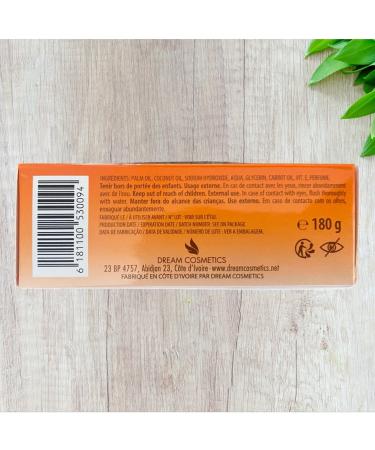 INGREDIENTS: PALM OIL, COCONUT OIL, SODIUM HYDROXIDE, AQUA, GLYCERIN, CARROT OIL, VIT. E, PERFUME.
Tenir hors de portée des enfants. Usage externe. En cas de contact avec les yeux, rincer abondamment
avec de l'eau. Keep out of reach of children. External use. In case of contact with eyes, flush thoroughly
with water. Manter fora do alcance das crianças. Uso externo. Em caso de contacto com os olhos,
enxaguar abundantemente.
FABRIQUÉ LE / À UTILISER AVANT / N° LOT : VOIR SUR L'ÉTUI.
PRODUCTION DATE / EXPIRATION DATE / BATCH NUMBER: SEE ON PACKAGE
DATA DE FABRICAÇÃO / DATA DE VALIDADE / NÚMERO DE LOTE : VER A EMBALAGEM.
6 181100 530094
e 180 g
DREAM COSMETICS
23 BP 4757, Abidjan 23, Côte d'Ivoire - www.dreamcosmetics.net
FABRIQUÉ EN CÔTE D'IVOIRE PAR DREAM COSMETICS